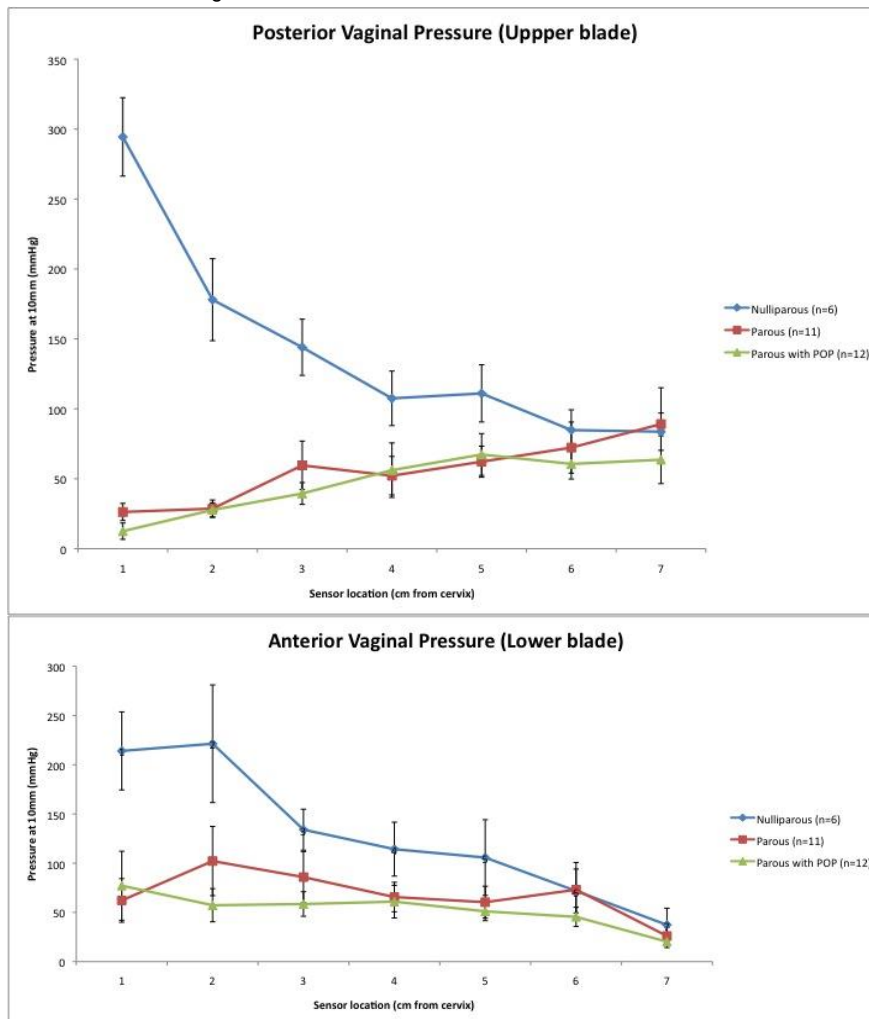 Posterior Vaginal Pressure (Uppper blade)
350
300
250
200
150
100
50
0
Pressure at 10mm (mmHg)
1 2 3 4 5 6 7
Sensor location (cm from cervix)
Nulliparous (n=6)
Parous (n=11)
Parous with POP (n=12)
Anterior Vaginal Pressure (Lower blade)
300
250
200
150
100
50
0
Pressure at 10mm (mmHg)
1 2 3 4 5 6 7
Sensor location (cm from cervix)
Nulliparous (n=6)
Parous (n=11)
Parous with POP (n=12)